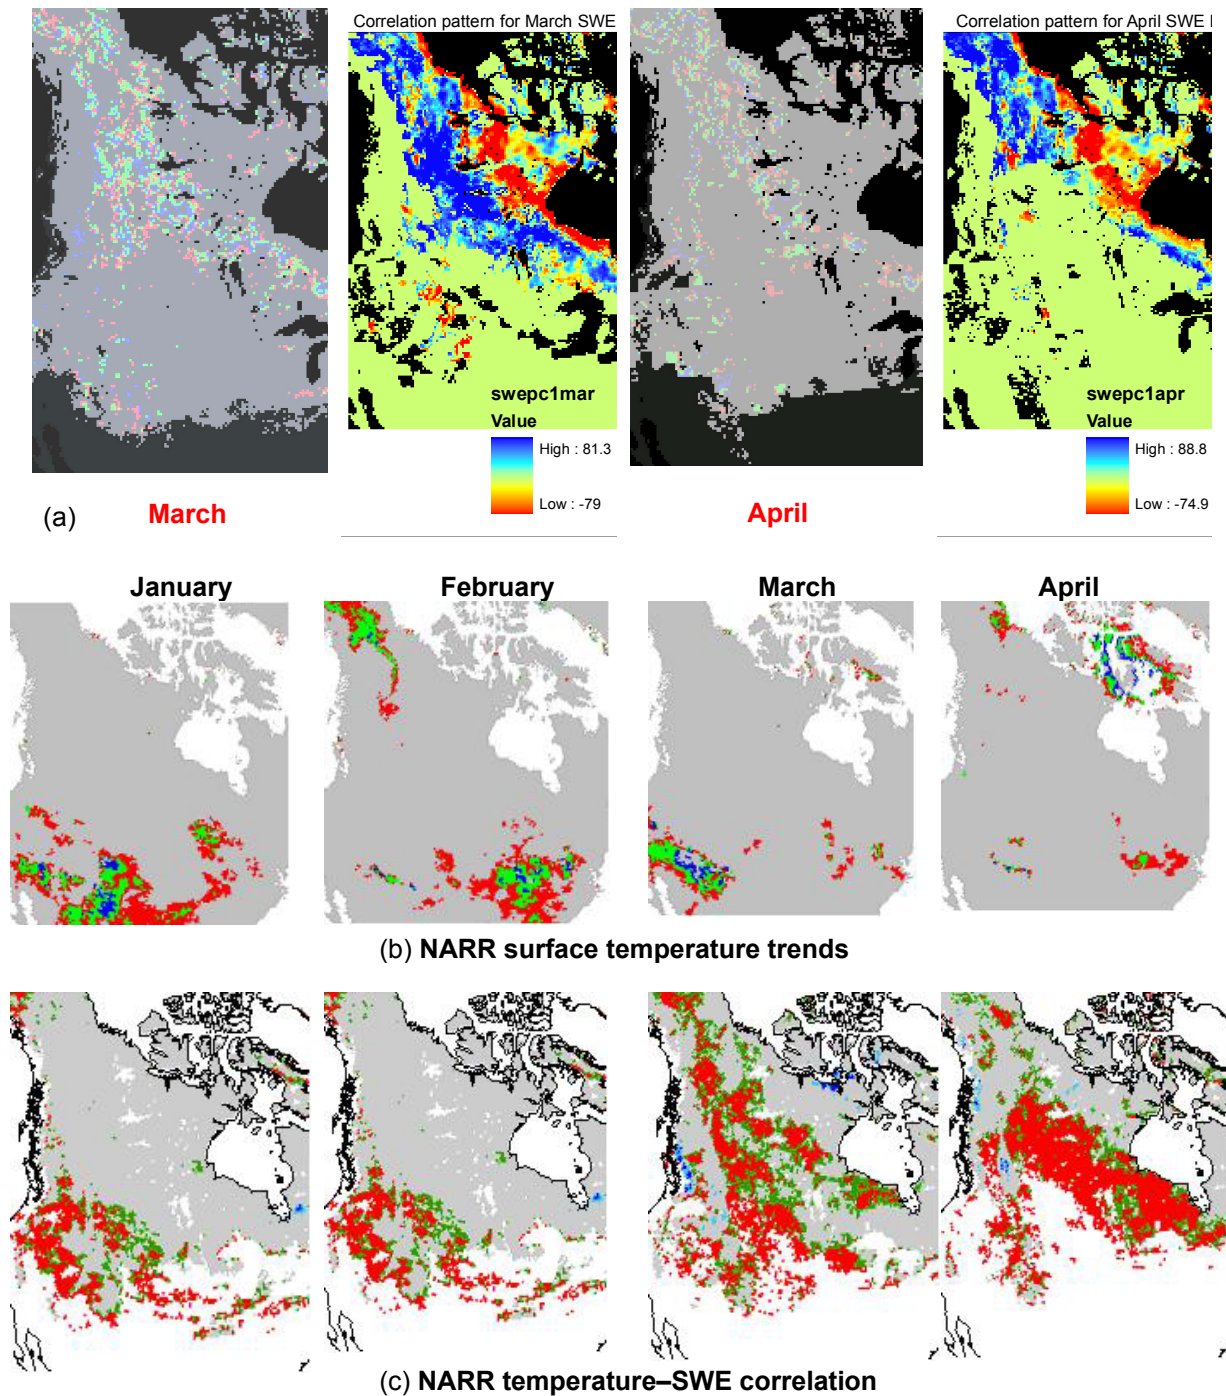 Correlation pattern for March SWE
Correlation pattern for April SWE
swepc1mar
Value
High : 81.3
Low : -79
swepc1apr
Value
High : 88.8
Low : -74.9
(a)
March
April
January
February
March
April
(b) NARR surface temperature trends
(c) NARR temperature–SWE correlation